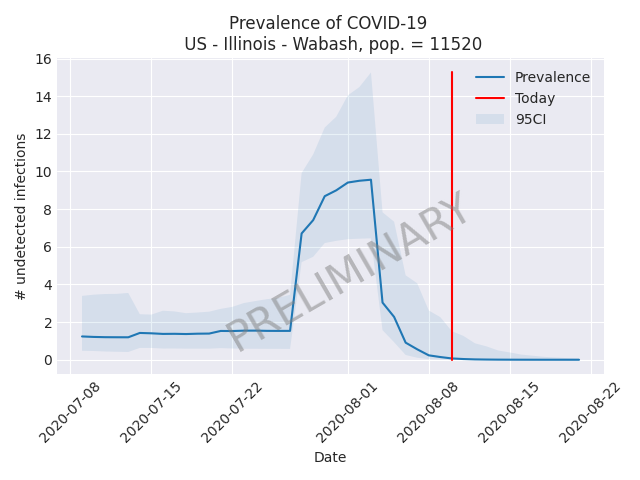 Prevalence of COVID-19
US - Illinois - Wabash, pop. = 11520
# undetected infections
16
14
12
10
8
6
4
2
0
Prevalence
Today
95CI
PRELIMINARY
2020-07-08
2020-07-15
2020-07-22
2020-08-01
2020-08-08
2020-08-15
2020-08-22
Date